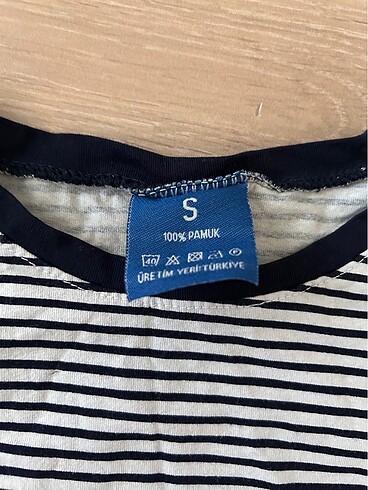 S
100% PAMUK
40
ÜRETİM YERİ:TÜRKİYE